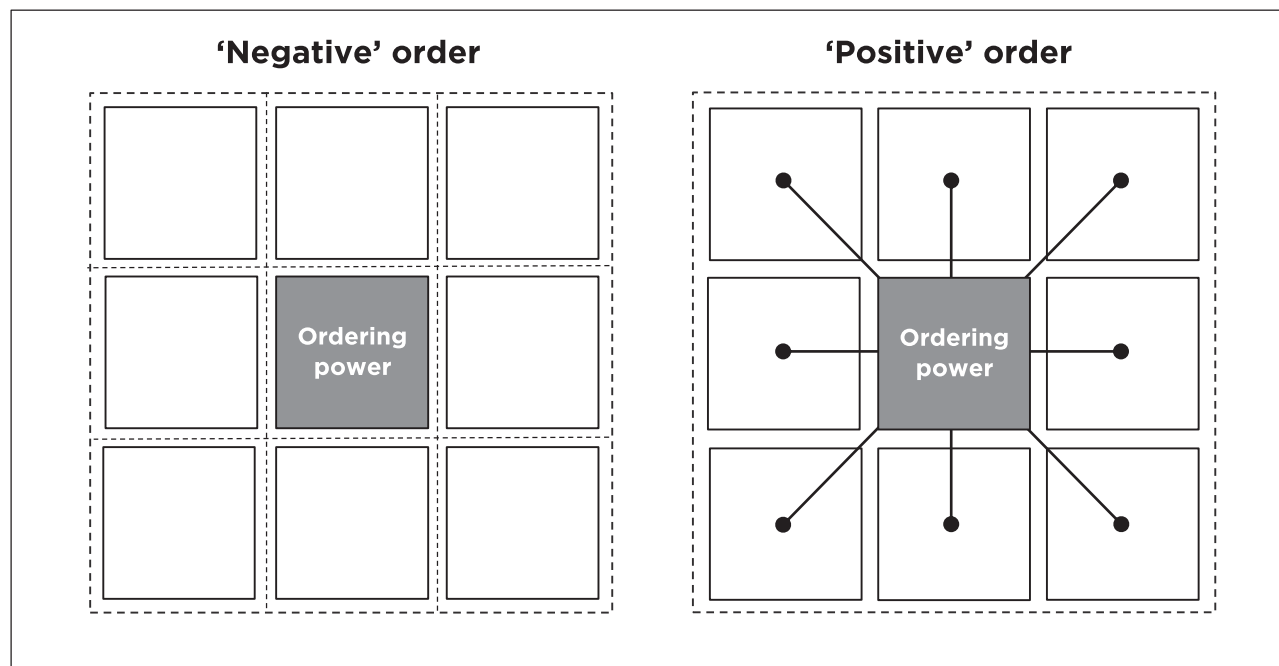 ‘Negative’ order
‘Positive’ order
Ordering
power
Ordering
power